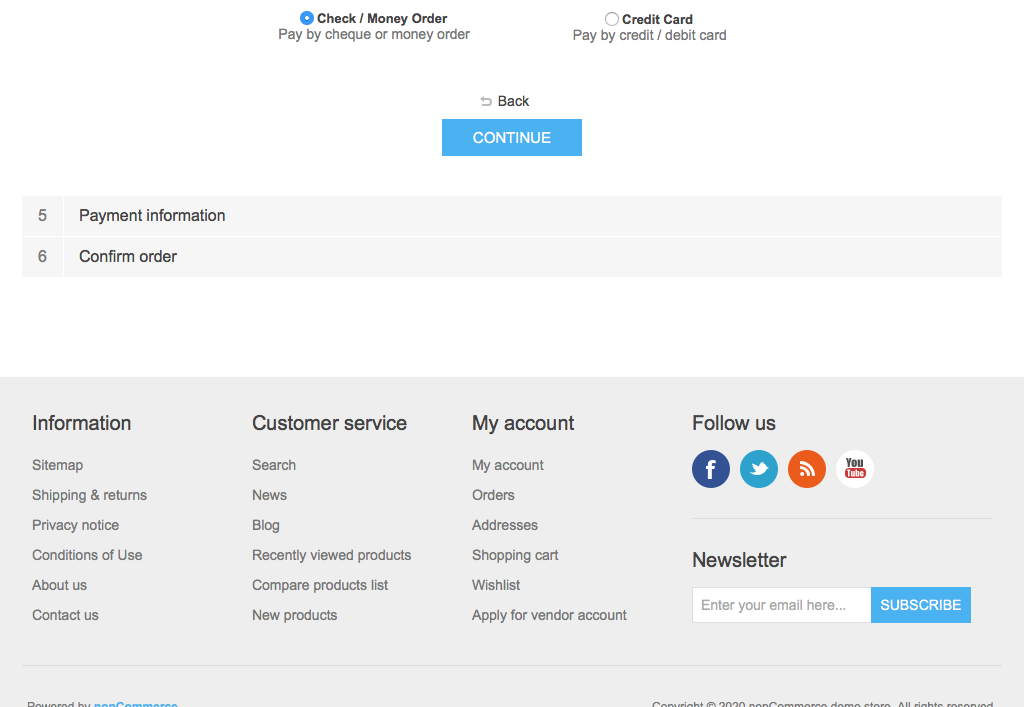 Check / Money Order
Pay by cheque or money order
Credit Card
Pay by credit / debit card
Back
CONTINUE
5 Payment information
6 Confirm order
Information
Sitemap
Shipping & returns
Privacy notice
Conditions of Use
About us
Contact us
Customer service
Search
News
Blog
Recently viewed products
Compare products list
New products
My account
My account
Orders
Addresses
Shopping cart
Wishlist
Apply for vendor account
Follow us
f
You
Tube
Newsletter
Enter your email here...
SUBSCRIBE
Powered by nopCommerce
Copyright © 2020 nopCommerce demo store. All rights reserved.